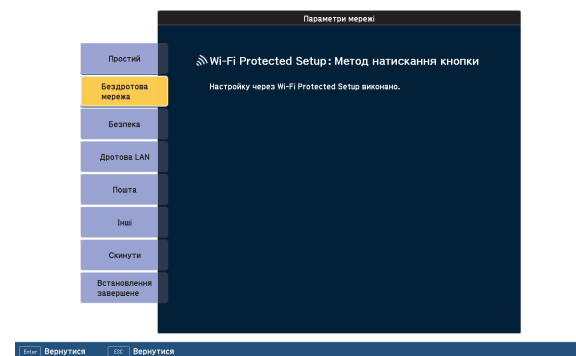 Параметри мережі
Простий
Бездротова
мережа
Безпека
Дротова LAN
Пошта
Інші
Скинути
Встановлення
завершене
Wi-Fi Protected Setup: Метод натискання кнопки
Настройку через Wi-Fi Protected Setup виконано.
Enter Вернутися ESC Вернутися